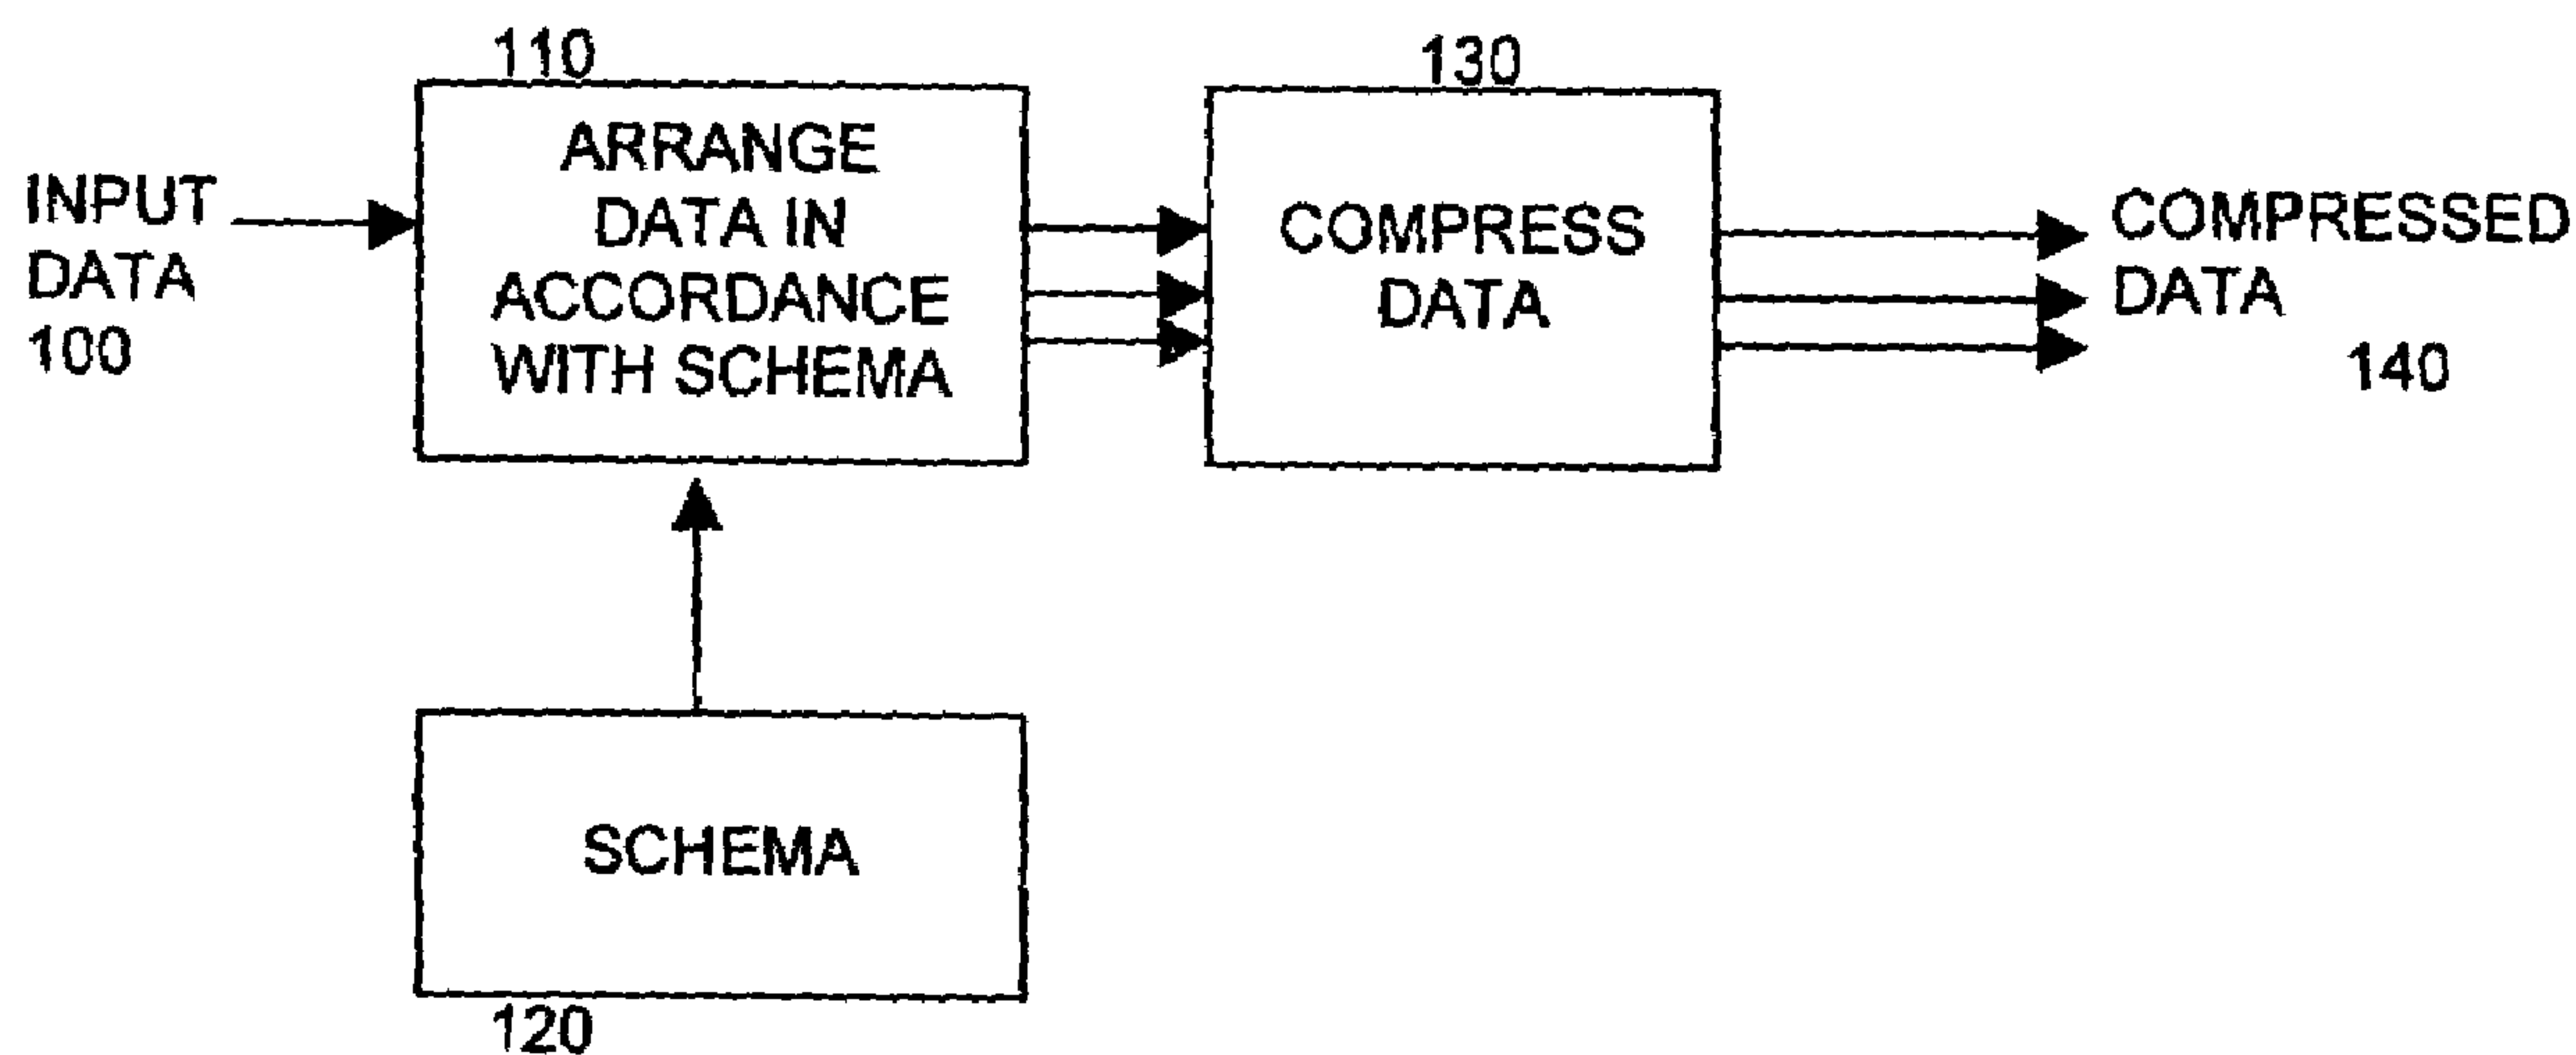 110
130
INPUT
DATA
100
ARRANGE
DATA IN
ACCORDANCE
WITH SCHEMA
COMPRESS
DATA
COMPRESSED
DATA
140
SCHEMA
120